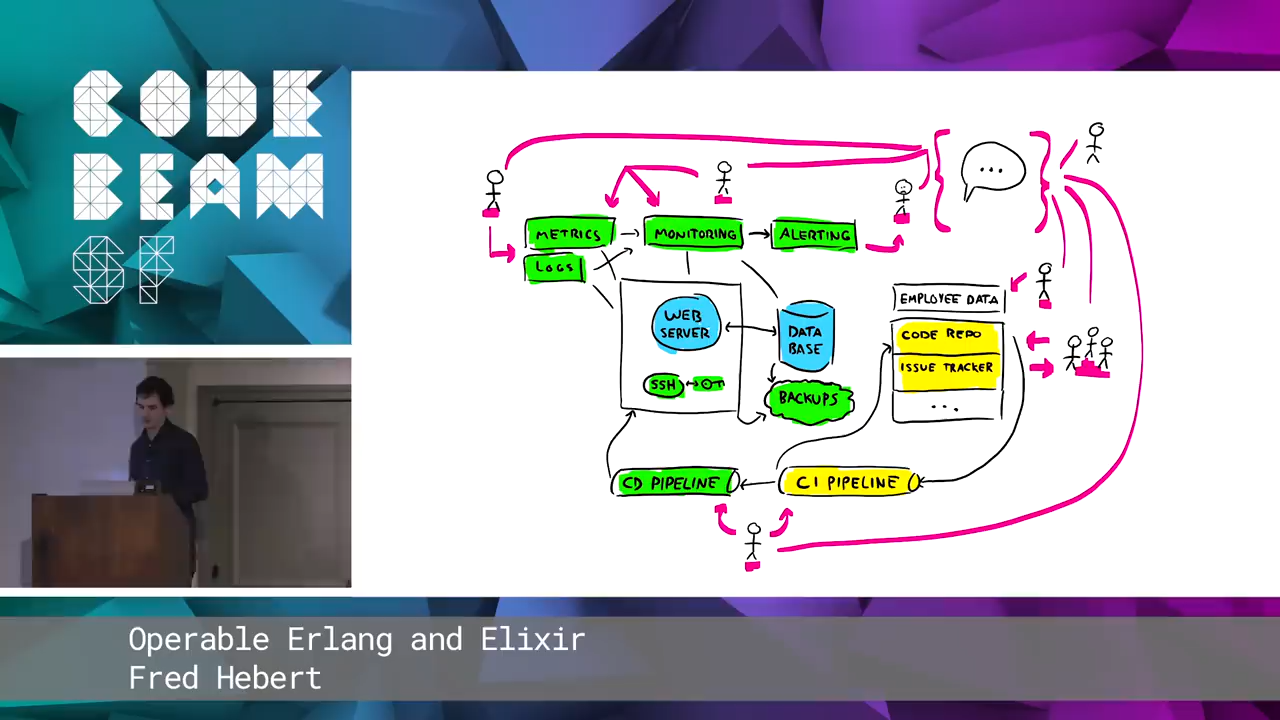 CODE
BEAM
SF
...
METRICS
MONITORING
ALERTING
LOGS
WEB
SERVER
DATA
BASE
SSH
BACKUPS
EMPLOYEE DATA
CODE REPO
ISSUE TRACKER
...
CD PIPELINE
CI PIPELINE
Operable Erlang and Elixir
Fred Hebert